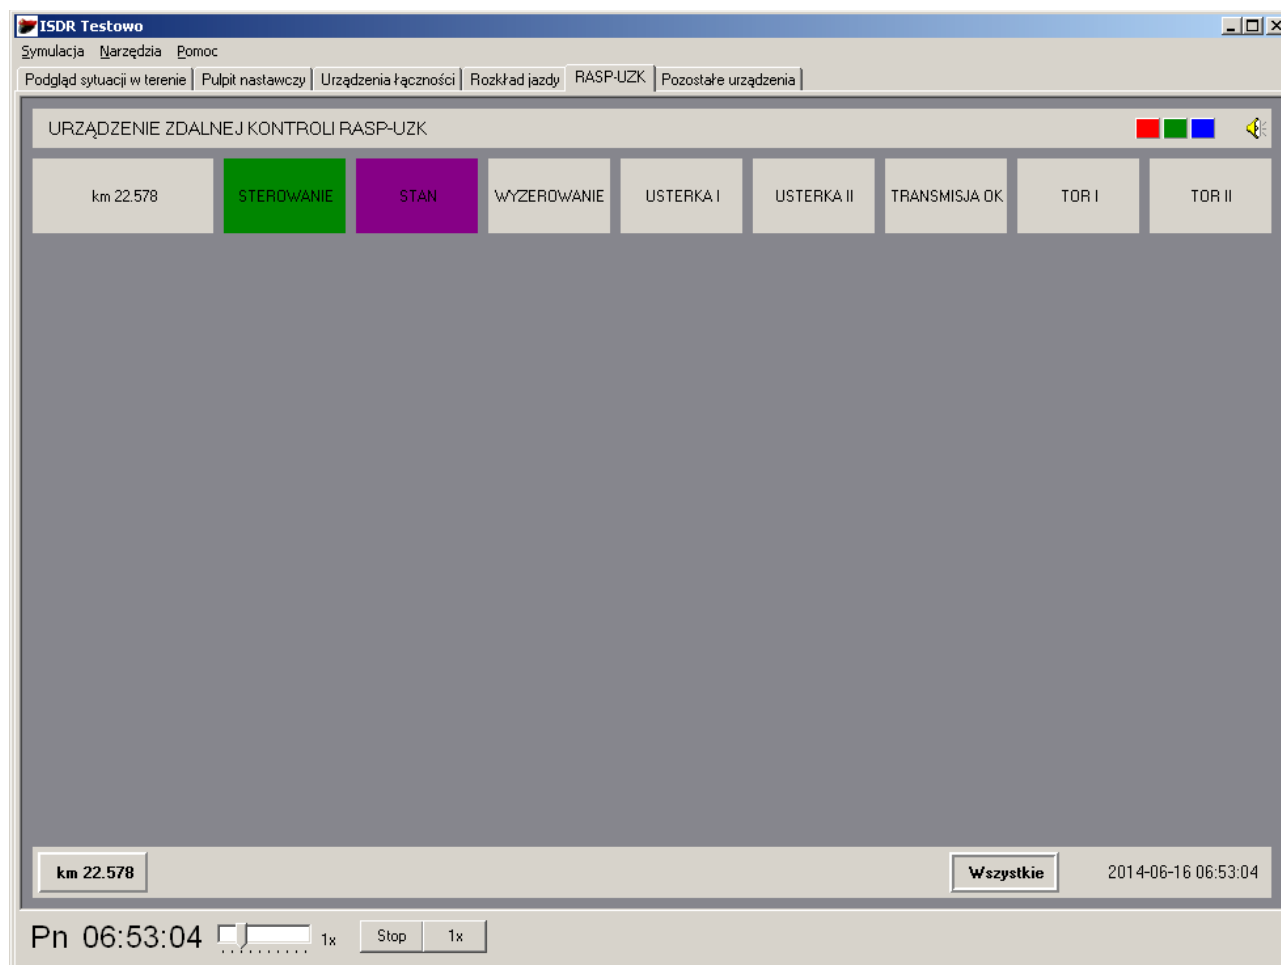 ISDR Testowo
Symulacja Narzędzia Pomoc
Podgląd sytuacji w terenie Pulpit nastawczy Urządzenia łączności Rozkład jazdy RASP-UZK Pozostałe urządzenia
URZĄDZENIE ZDALNEJ KONTROLI RASP-UZK
km 22.578 STEROWANIE STAN WYZEROWANIE USTERKA I USTERKA II TRANSMISJA OK TOR I TOR II
km 22.578 Wszystkie 2014-06-16 06:53:04
Pn 06:53:04 1x Stop 1x